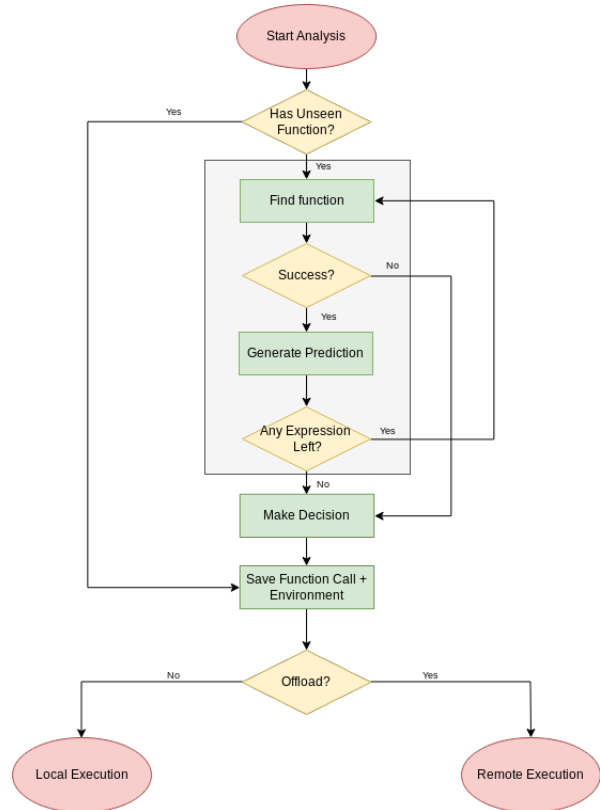 Start Analysis
Yes
Has Unseen
Function?
Yes
Find function
Success?
No
Yes
Generate Prediction
Any Expression
Left?
Yes
No
Make Decision
Save Function Call +
Environment
No
Offload?
Yes
Local Execution
Remote Execution